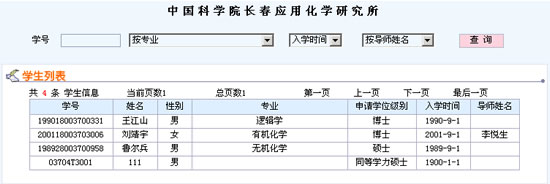 中国科学院长春应用化学研究所
学号 按专业 入学时间 按导师姓名 查 询
学生列表
共 4 条 学生信息 当前页数1 总页数1 第一页 上一页 下一页 最后一页
学号 姓名 性别 专业 申请学位级别 入学时间 导师姓名
199018003700331 王江山 男 逻辑学 博士 1990-9-1
200118003703006 刘靖宇 女 有机化学 博士 2001-9-1 李悦生
198928003700958 鲁尔兵 男 无机化学 硕士 1989-9-1
03704T3001 111 同等学力硕士 1900-1-1